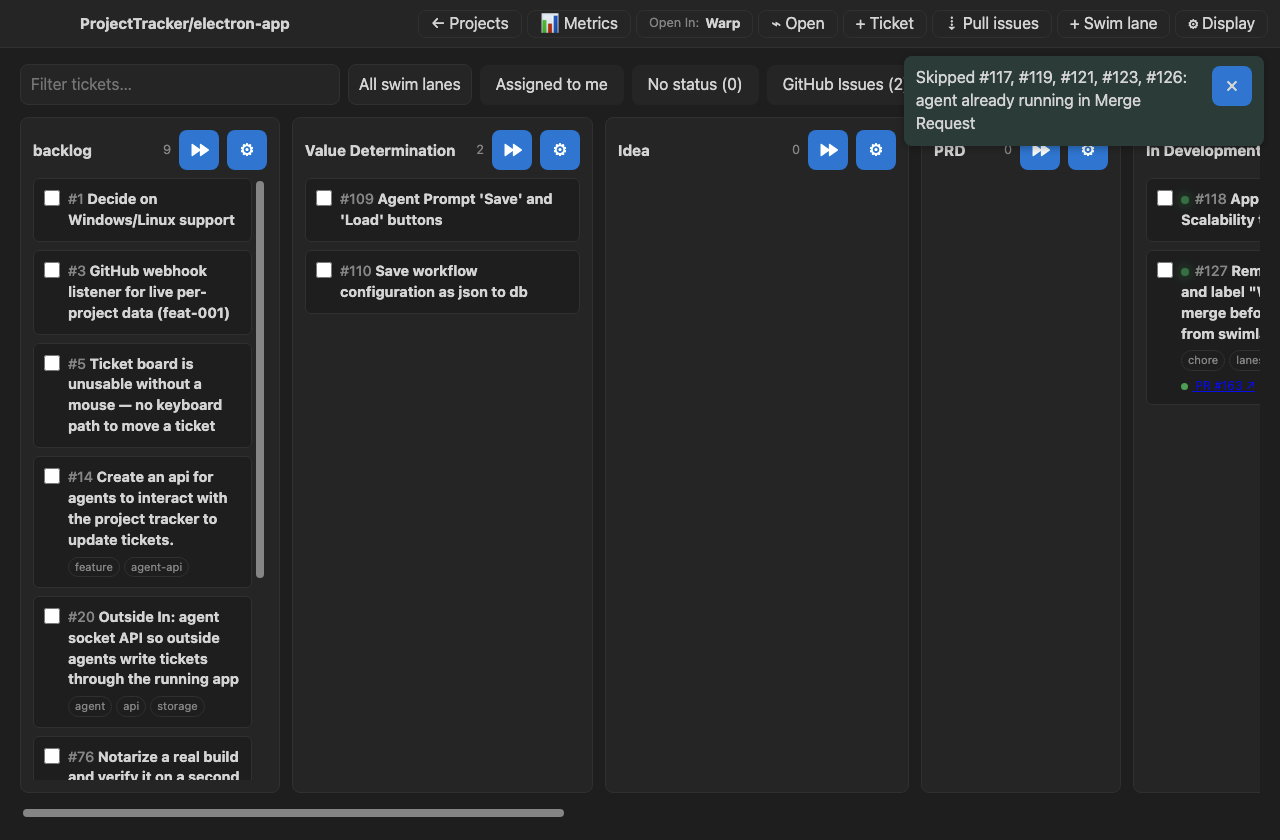 ProjectTracker/electron-app
← Projects
Metrics
Open In: Warp
Open
+ Ticket
Pull issues
+ Swim lane
Display
Filter tickets...
All swim lanes
Assigned to me
No status (0)
GitHub Issues (2
Skipped #117, #119, #121, #123, #126:
agent already running in Merge
Request
×
backlog 9
#1 Decide on
Windows/Linux support
#3 GitHub webhook
listener for live per-
project data (feat-001)
#5 Ticket board is
unusable without a
mouse — no keyboard
path to move a ticket
#14 Create an api for
agents to interact with
the project tracker to
update tickets.
feature agent-api
#20 Outside In: agent
socket API so outside
agents write tickets
through the running app
agent api storage
#76 Notarize a real build
and verify it on a second
Value Determination 2
#109 Agent Prompt 'Save' and
'Load' buttons
#110 Save workflow
configuration as json to db
Idea 0
PRD 0
In Development
#118 App
Scalability
#127 Rem
and label "V
merge befo
from swiml
chore lanes
PR #163